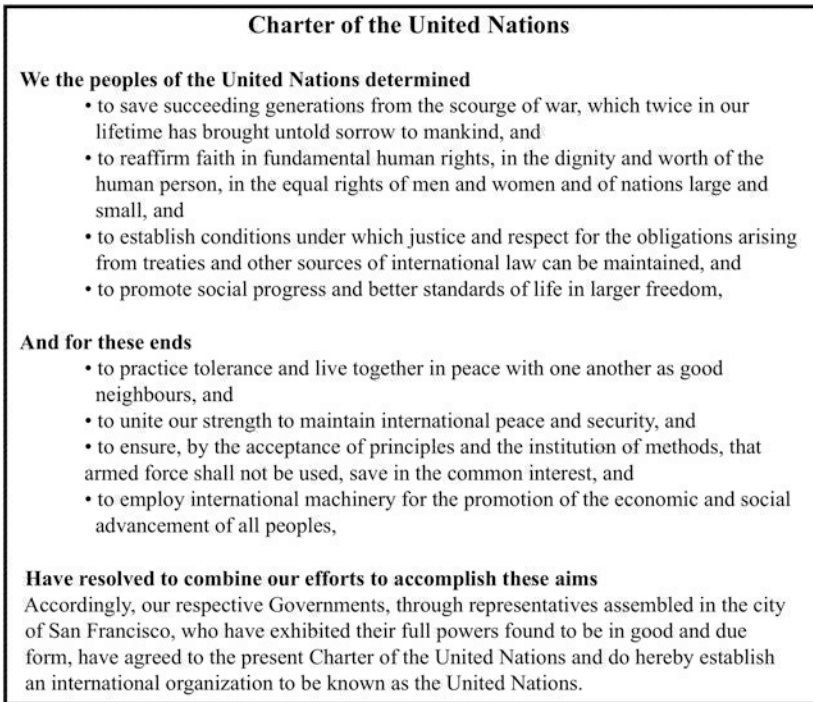 Charter of the United Nations
We the peoples of the United Nations determined
• to save succeeding generations from the scourge of war, which twice in our
lifetime has brought untold sorrow to mankind, and
• to reaffirm faith in fundamental human rights, in the dignity and worth of the
human person, in the equal rights of men and women and of nations large and
small, and
• to establish conditions under which justice and respect for the obligations arising
from treaties and other sources of international law can be maintained, and
• to promote social progress and better standards of life in larger freedom,
And for these ends
• to practice tolerance and live together in peace with one another as good
neighbours, and
• to unite our strength to maintain international peace and security, and
• to ensure, by the acceptance of principles and the institution of methods, that
armed force shall not be used, save in the common interest, and
• to employ international machinery for the promotion of the economic and social
advancement of all peoples,
Have resolved to combine our efforts to accomplish these aims
Accordingly, our respective Governments, through representatives assembled in the city
of San Francisco, who have exhibited their full powers found to be in good and due
form, have agreed to the present Charter of the United Nations and do hereby establish
an international organization to be known as the United Nations.